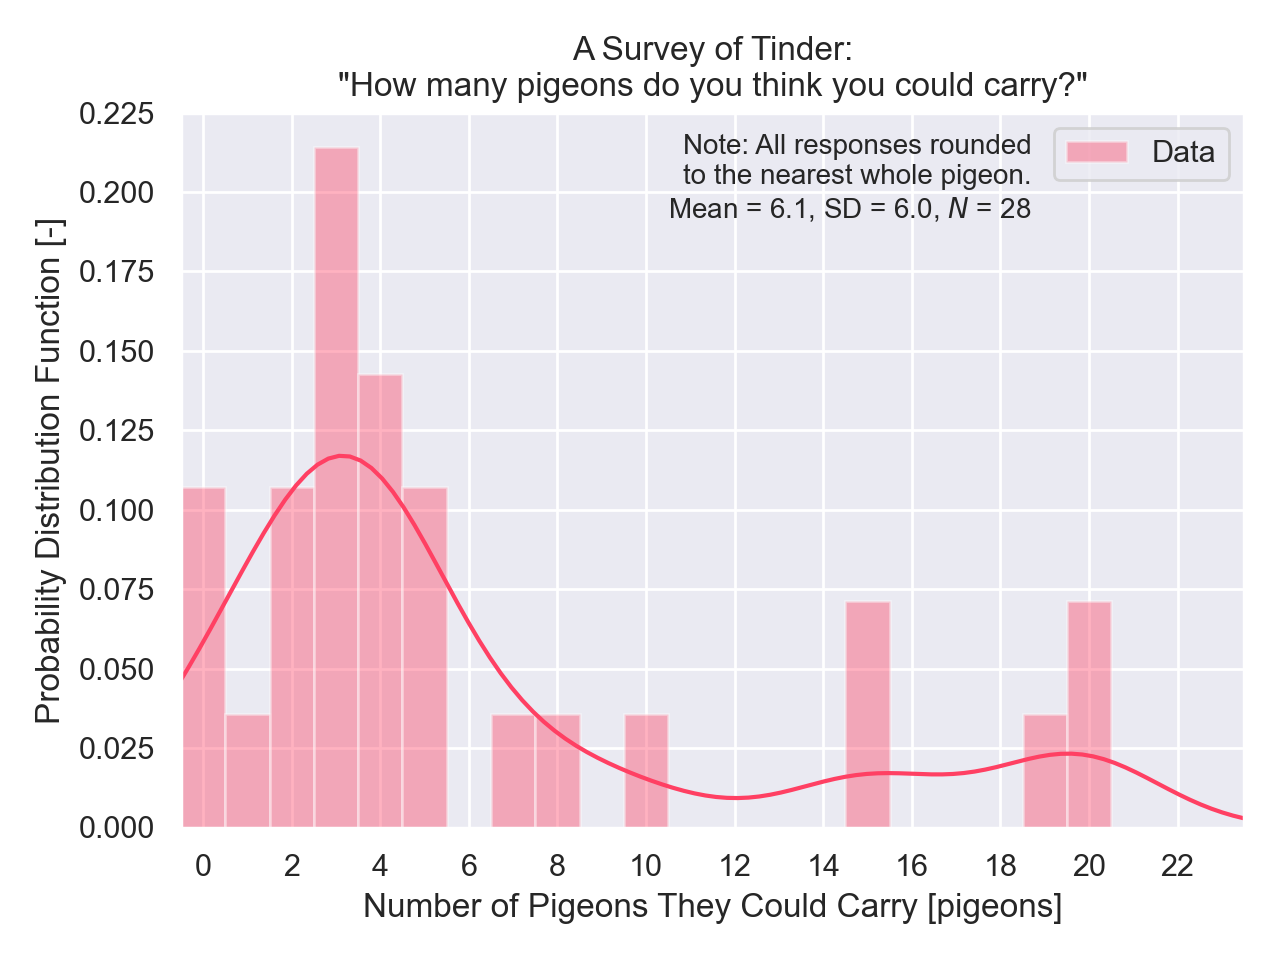 A Survey of Tinder:
"How many pigeons do you think you could carry?"
Note: All responses rounded
to the nearest whole pigeon.
Mean = 6.1, SD = 6.0, N = 28
Data
Probability Distribution Function [-]
0.225
0.200
0.175
0.150
0.125
0.100
0.075
0.050
0.025
0.000
0 2 4 6 8 10 12 14 16 18 20 22
Number of Pigeons They Could Carry [pigeons]